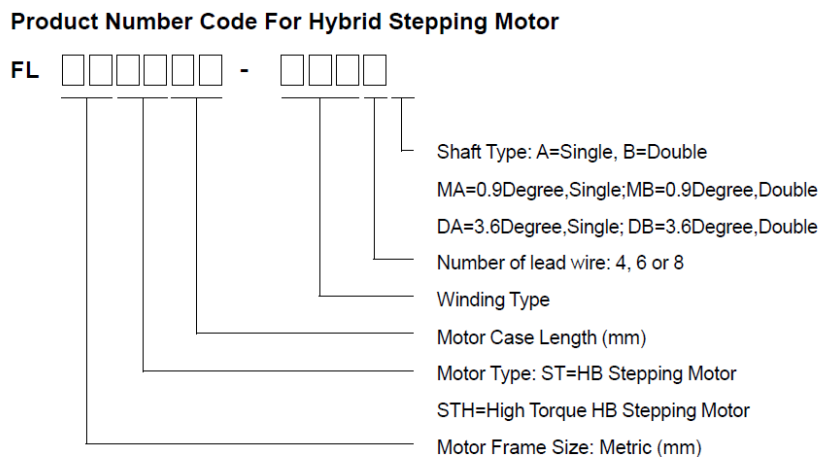 Product Number Code For Hybrid Stepping Motor
FL □□□□□□ - □□□□
Shaft Type: A=Single, B=Double
MA=0.9Degree,Single;MB=0.9Degree,Double
DA=3.6Degree,Single; DB=3.6Degree,Double
Number of lead wire: 4, 6 or 8
Winding Type
Motor Case Length (mm)
Motor Type: ST=HB Stepping Motor
STH=High Torque HB Stepping Motor
Motor Frame Size: Metric (mm)